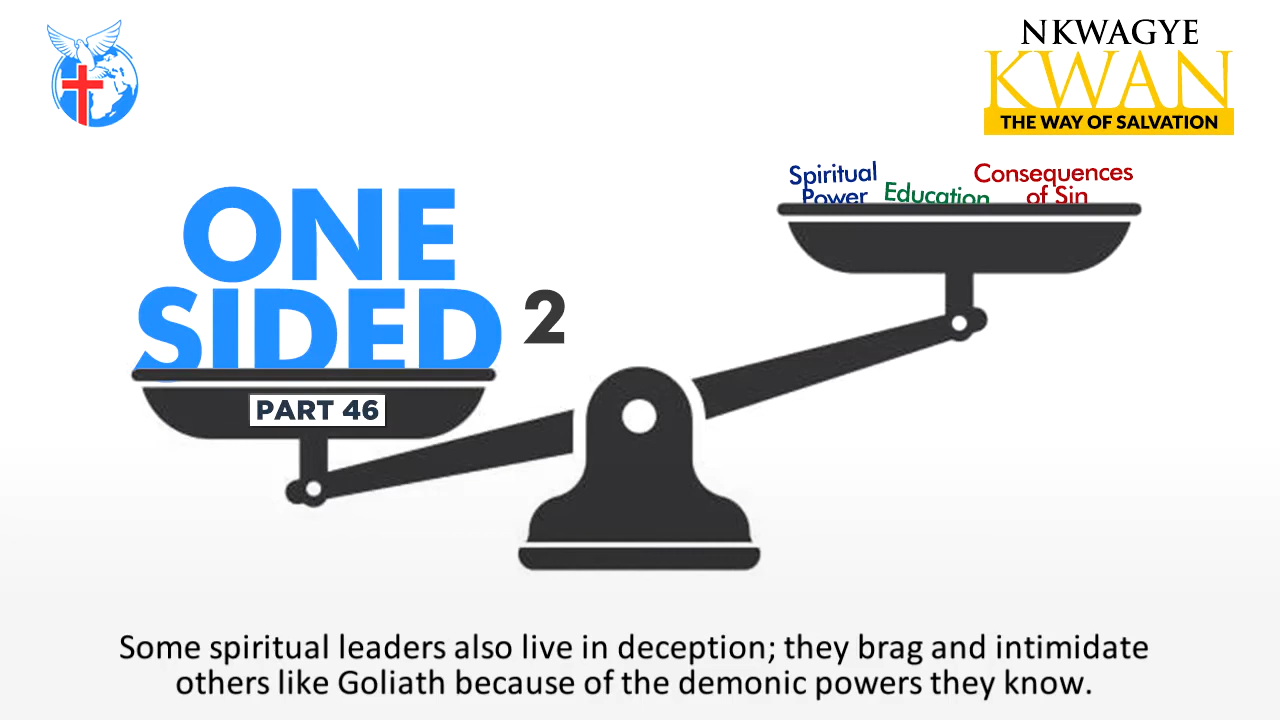 NKWAGYE
KWAN
THE WAY OF SALVATION
Spiritual
Power
Education
Consequences
of Sin
ONE
SIDED 2
PART 46
Some spiritual leaders also live in deception; they brag and intimidate
others like Goliath because of the demonic powers they know.